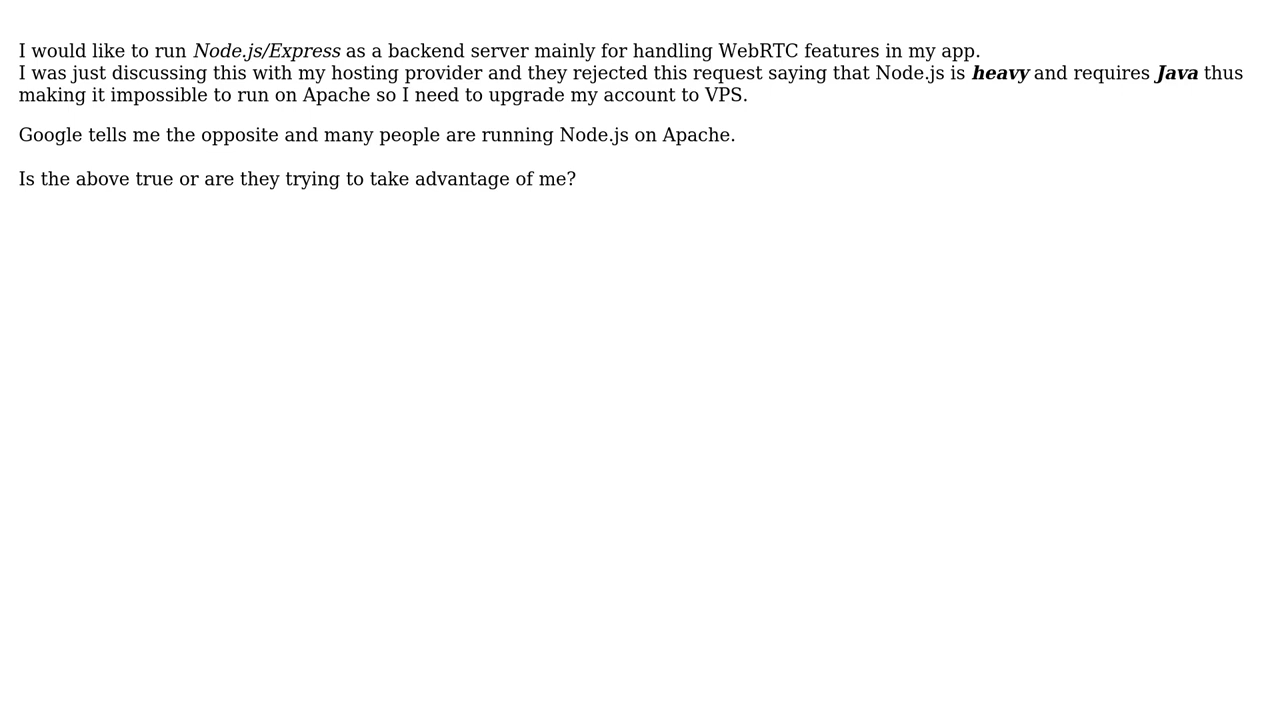 I would like to run Node.js/Express as a backend server mainly for handling WebRTC features in my app.
I was just discussing this with my hosting provider and they rejected this request saying that Node.js is heavy and requires Java thus
making it impossible to run on Apache so I need to upgrade my account to VPS.
Google tells me the opposite and many people are running Node.js on Apache.
Is the above true or are they trying to take advantage of me?